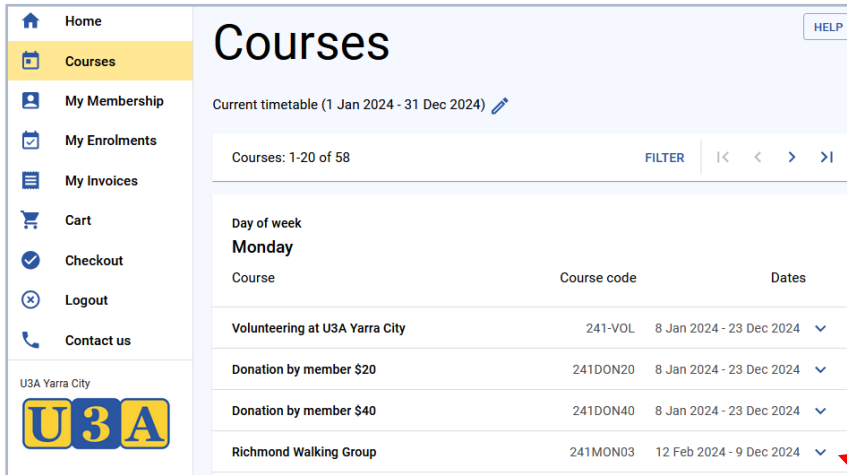 Home
Courses
My Membership
My Enrolments
My Invoices
Cart
Checkout
Logout
Contact us
U3A Yarra City
U3A
Courses
HELP
Current timetable (1 Jan 2024 - 31 Dec 2024)
Courses: 1-20 of 58 FILTER
Day of week
Monday
Course Course code Dates
Volunteering at U3A Yarra City 241-VOL 8 Jan 2024 - 23 Dec 2024
Donation by member $20 241DON20 8 Jan 2024 - 23 Dec 2024
Donation by member $40 241DON40 8 Jan 2024 - 23 Dec 2024
Richmond Walking Group 241MON03 12 Feb 2024 - 9 Dec 2024